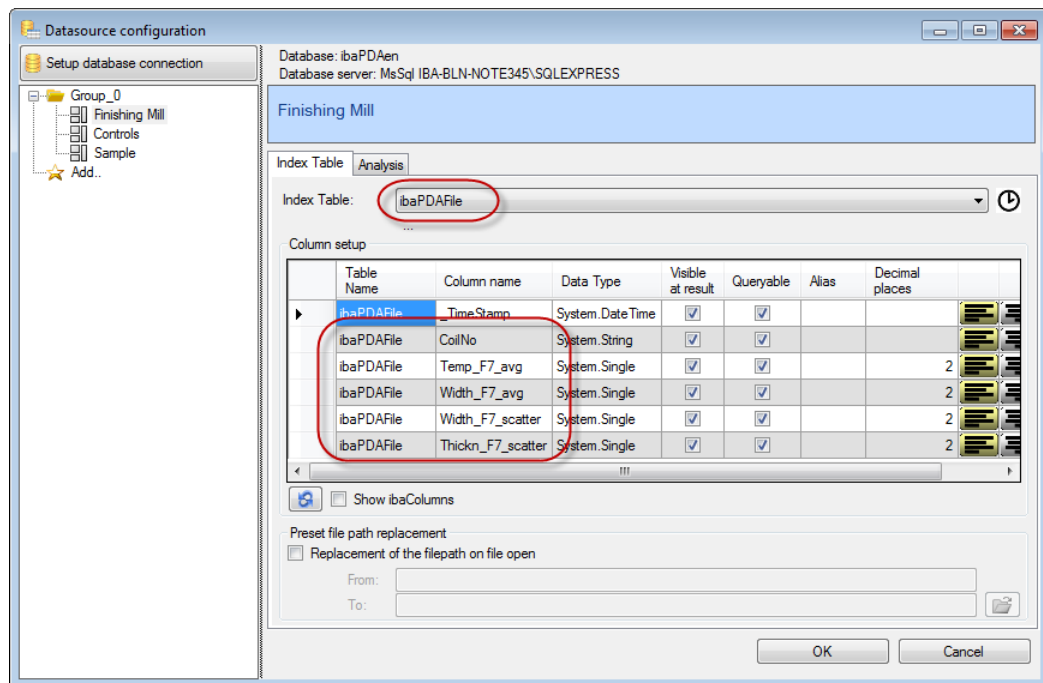 Datasource configuration
Setup database connection
Group_0
Finishing Mill
Controls
Sample
Add..
Database: ibaPDAen
Database server: MsSql IBA-BLN-NOTE345\SQLEXPRESS
Finishing Mill
Index Table Analysis
Index Table: ibaPDAFile
...
Column setup
Table Name Column name Data Type Visible at result Queryable Alias Decimal places
ibaPDAFile _TimeStamp System.DateTime
ibaPDAFile CoilNo System.String
ibaPDAFile Temp_F7_avg System.Single 2
ibaPDAFile Width_F7_avg System.Single 2
ibaPDAFile Width_F7_scatter System.Single 2
ibaPDAFile Thickn_F7_scatter System.Single 2
Show ibaColumns
Preset file path replacement
Replacement of the filepath on file open
From:
To:
OK Cancel